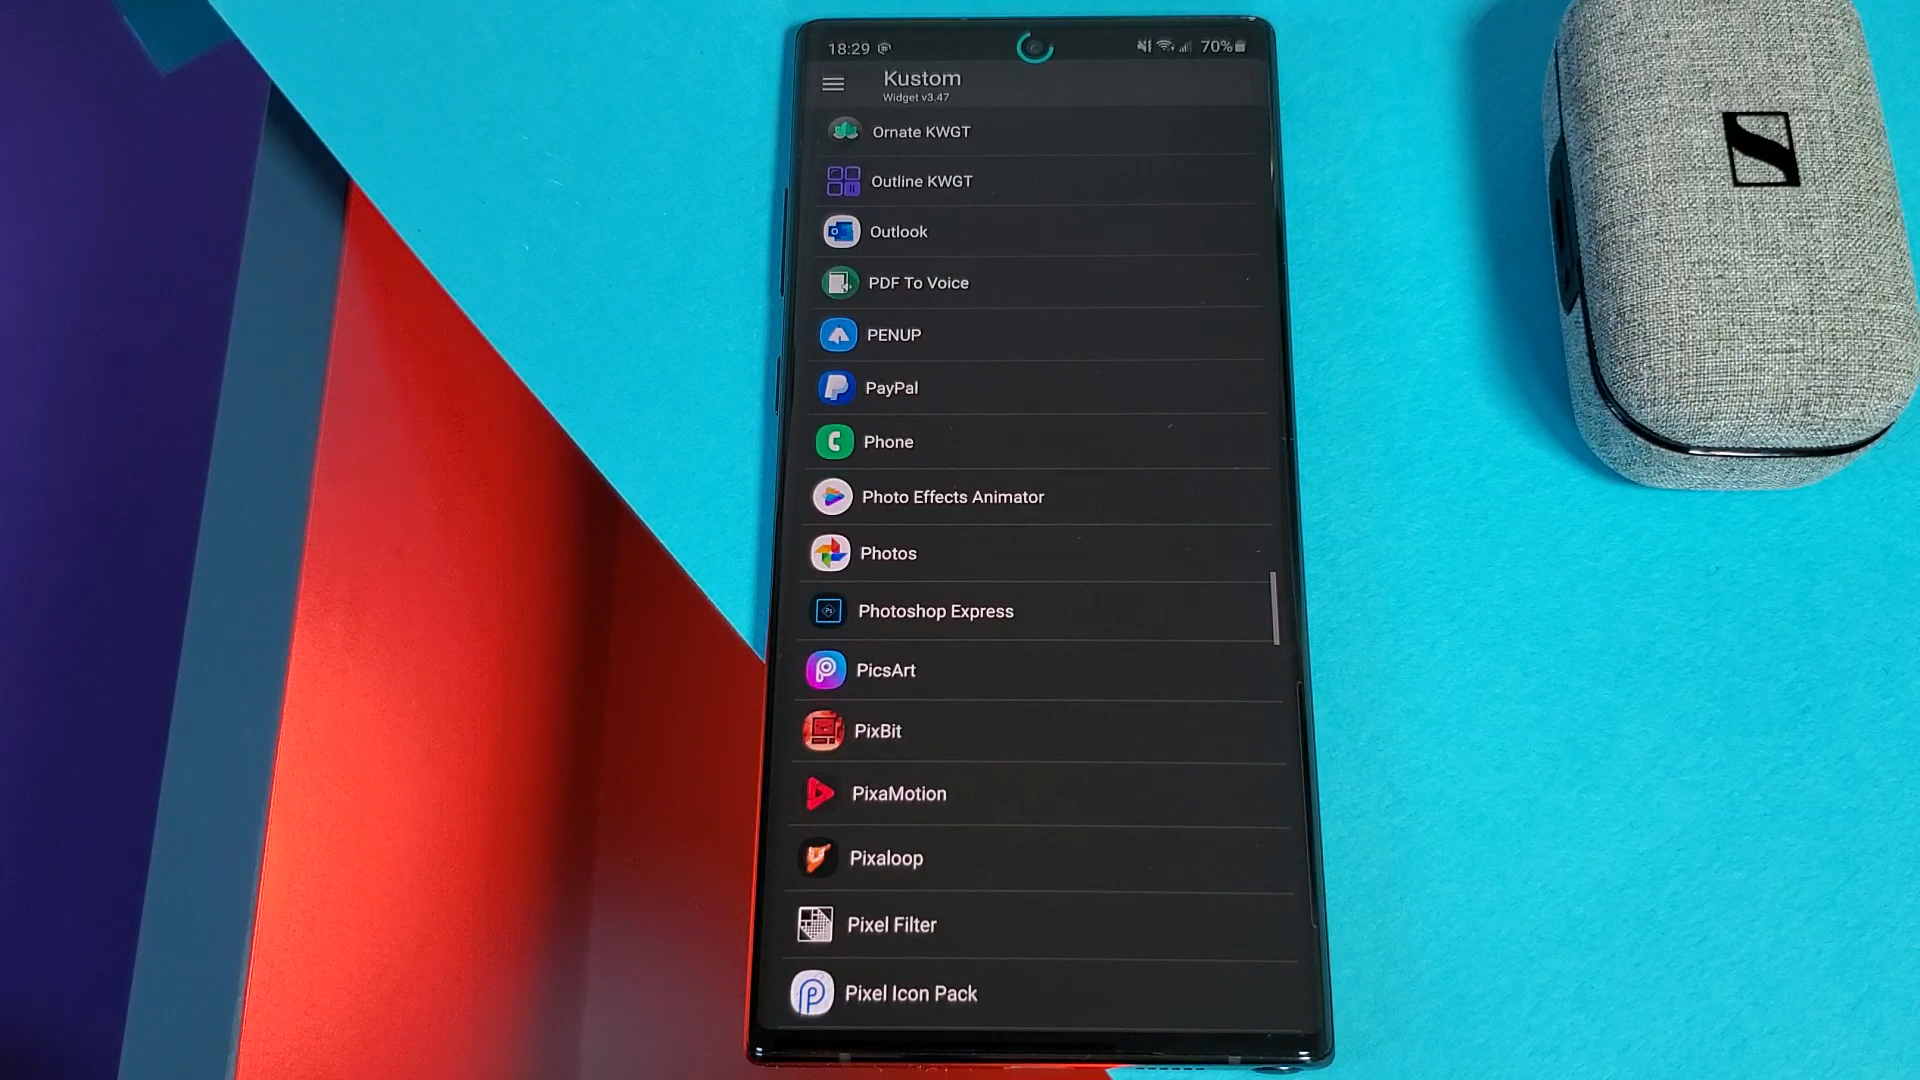 18:29 70%
Kustom
Widget v3.47
Ornate KWGT
Outline KWGT
Outlook
PDF To Voice
PENUP
PayPal
Phone
Photo Effects Animator
Photos
Photoshop Express
PicsArt
PixBit
PixaMotion
Pixaloop
Pixel Filter
Pixel Icon Pack